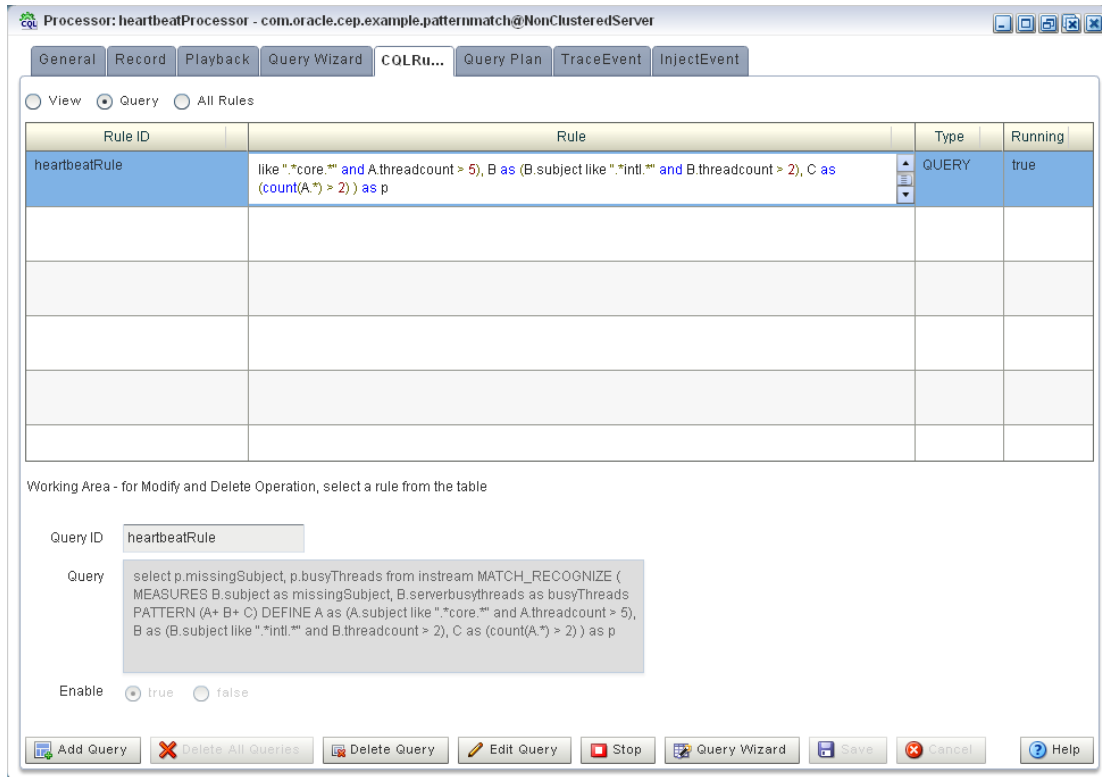 CQL Processor: heartbeatProcessor - com.oracle.cep.example.patternmatch@NonClusteredServer
General Record Playback Query Wizard CQLRu... Query Plan TraceEvent InjectEvent
View Query All Rules
Rule ID Rule Type Running
heartbeatRule like ".*core.*" and A.threadcount > 5), B as (B.subject like ".*intl.*" and B.threadcount > 2), C as QUERY true
(count(A.*) > 2) ) as p
Working Area - for Modify and Delete Operation, select a rule from the table
Query ID heartbeatRule
Query select p.missingSubject, p.busyThreads from instream MATCH_RECOGNIZE (
MEASURES B.subject as missingSubject, B.serverbusythreads as busyThreads
PATTERN (A+ B+ C) DEFINE A as (A.subject like ".*core.*" and A.threadcount > 5),
B as (B.subject like ".*intl.*" and B.threadcount > 2), C as (count(A.*) > 2) ) as p
Enable true false
Add Query Delete All Queries Delete Query Edit Query Stop Query Wizard Save Cancel Help